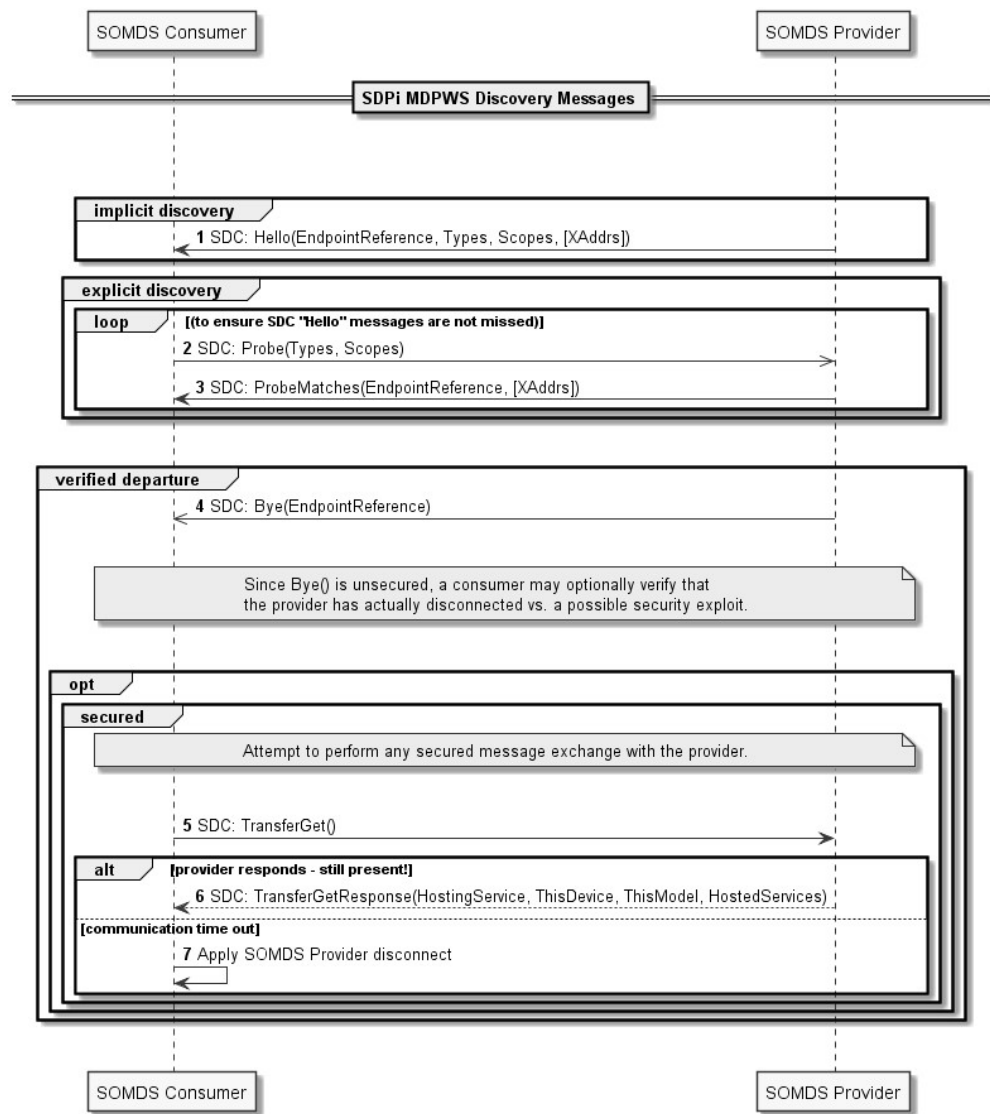 SOMDS Consumer
SOMDS Provider
SDPi MDPWS Discovery Messages
implicit discovery
1 SDC: Hello(EndpointReference, Types, Scopes, [XAddrs])
explicit discovery
loop [(to ensure SDC "Hello" messages are not missed)]
2 SDC: Probe(Types, Scopes)
3 SDC: ProbeMatches(EndpointReference, [XAddrs])
verified departure
4 SDC: Bye(EndpointReference)
Since Bye() is unsecured, a consumer may optionally verify that
the provider has actually disconnected vs. a possible security exploit.
opt
secured
Attempt to perform any secured message exchange with the provider.
5 SDC: TransferGet()
alt [provider responds - still present!]
6 SDC: TransferGetResponse(HostingService, ThisDevice, ThisModel, HostedServices)
[communication time out]
7 Apply SOMDS Provider disconnect
SOMDS Consumer
SOMDS Provider